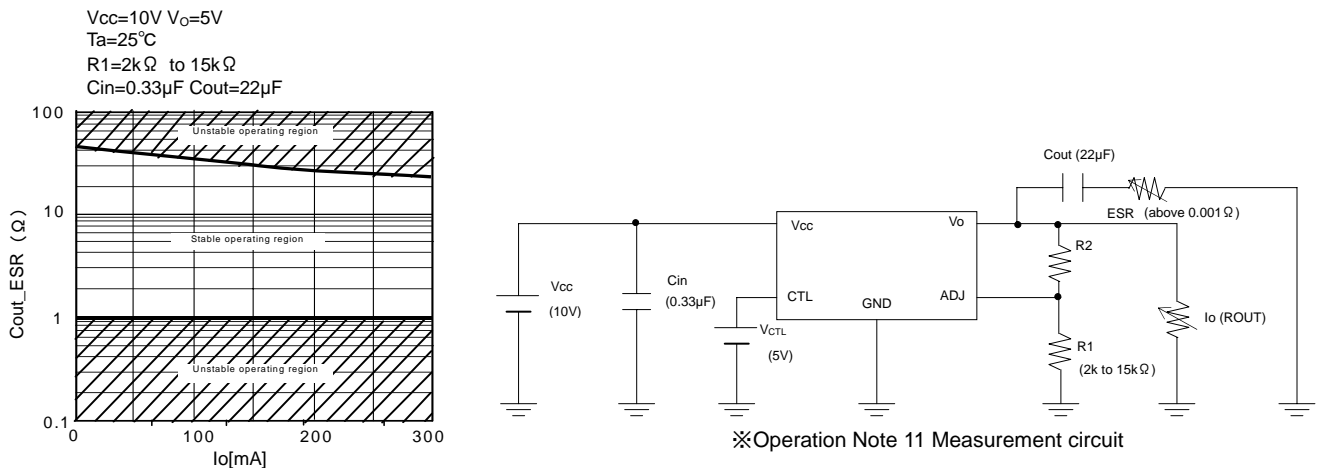 Vcc=10V Vo=5V
Ta=25℃
R1=2kΩ to 15kΩ
Cin=0.33µF Cout=22µF
100
Unstable operating region
10
Stable operating region
1
Unstable operating region
0.1
0 100 200 300
Cout_ESR (Ω)
Io[mA]
Cout (22µF)
ESR (above 0.001Ω)
Vcc
Vo
R2
Cin
(0.33µF)
Vcc
(10V)
CTL
GND
ADJ
VCTL
(5V)
Io (ROUT)
R1
(2k to 15kΩ)
※Operation Note 11 Measurement circuit